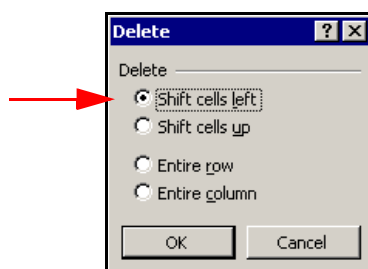 Delete
Delete
Shift cells left
Shift cells up
Entire row
Entire column
OK Cancel